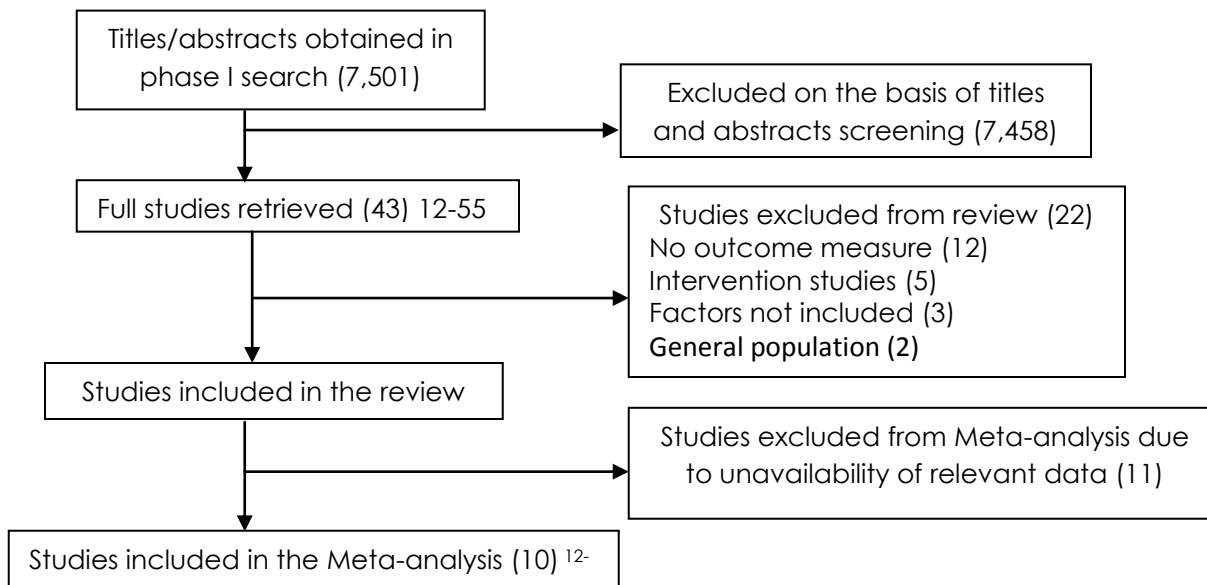 Titles/abstracts obtained in
phase I search (7,501)
Excluded on the basis of titles
and abstracts screening (7,458)
Full studies retrieved (43) 12-55
Studies excluded from review (22)
No outcome measure (12)
Intervention studies (5)
Factors not included (3)
General population (2)
Studies included in the review
Studies excluded from Meta-analysis due
to unavailability of relevant data (11)
Studies included in the Meta-analysis (10) 12-